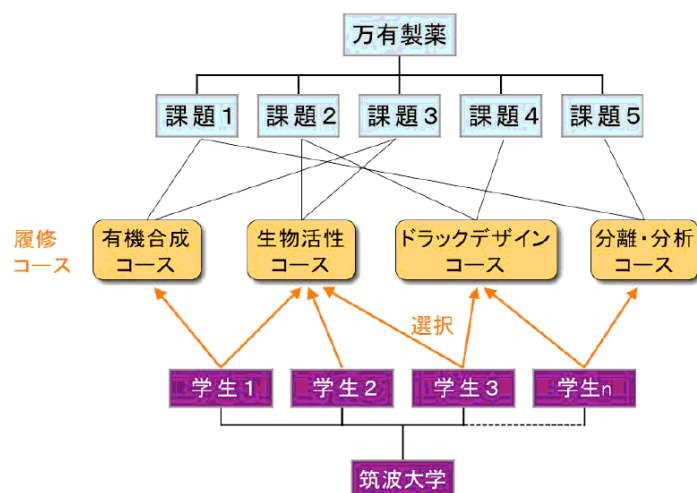 万有製薬
課題1
課題2
課題3
課題4
課題5
履修
コース
有機合成
コース
生物活性
コース
ドラックデザイン
コース
分離・分析
コース
選択
学生1
学生2
学生3
学生n
筑波大学